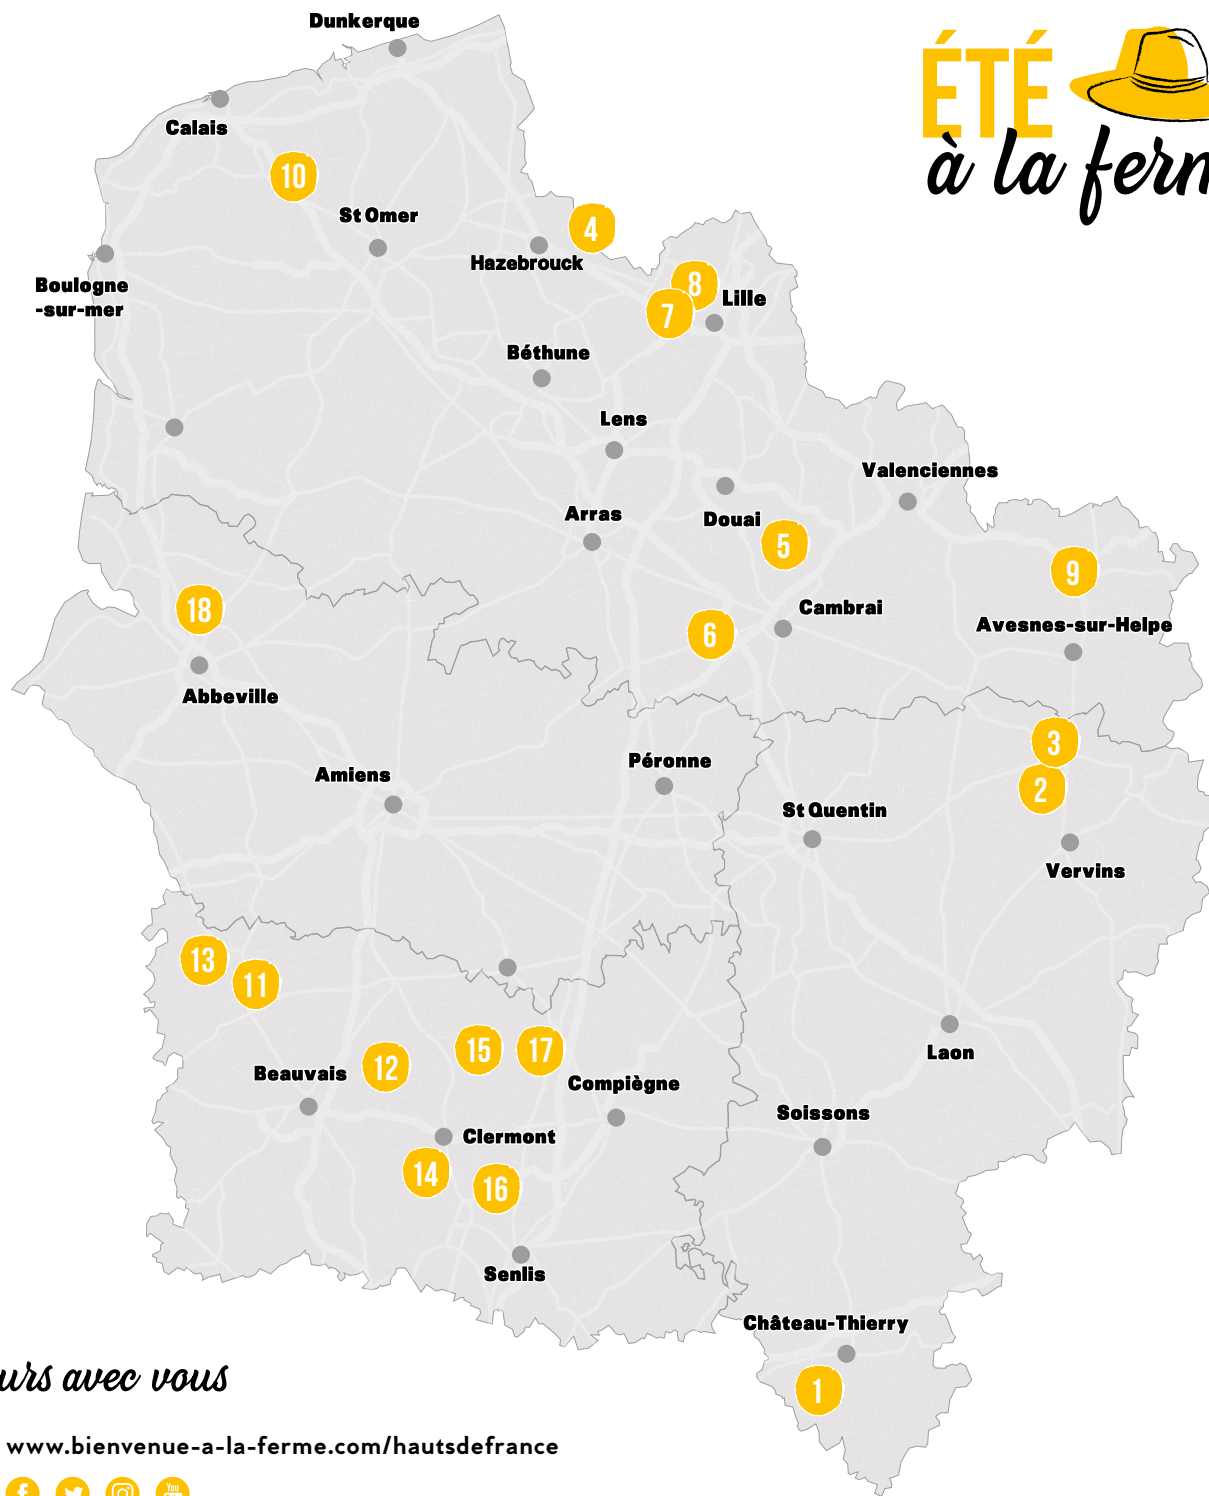 Dunkerque
ÉTÉ
à la ferm
Calais
10
St Omer
4
Hazebrouck
Boulogne
-sur-mer
8
Lille
7
Béthune
Lens
Valenciennes
Arras
Douai
5
9
18
Cambrai
6
Avesnes-sur-Helpe
Abbeville
3
Péronne
Amiens
2
St Quentin
Vervins
13
11
15
17
Laon
12
Beauvais
Compiègne
Soissons
Clermont
14
16
Senlis
Château-Thierry
urs avec vous
1
www.bienvenue-a-la-ferme.com/hautsdefrance
You